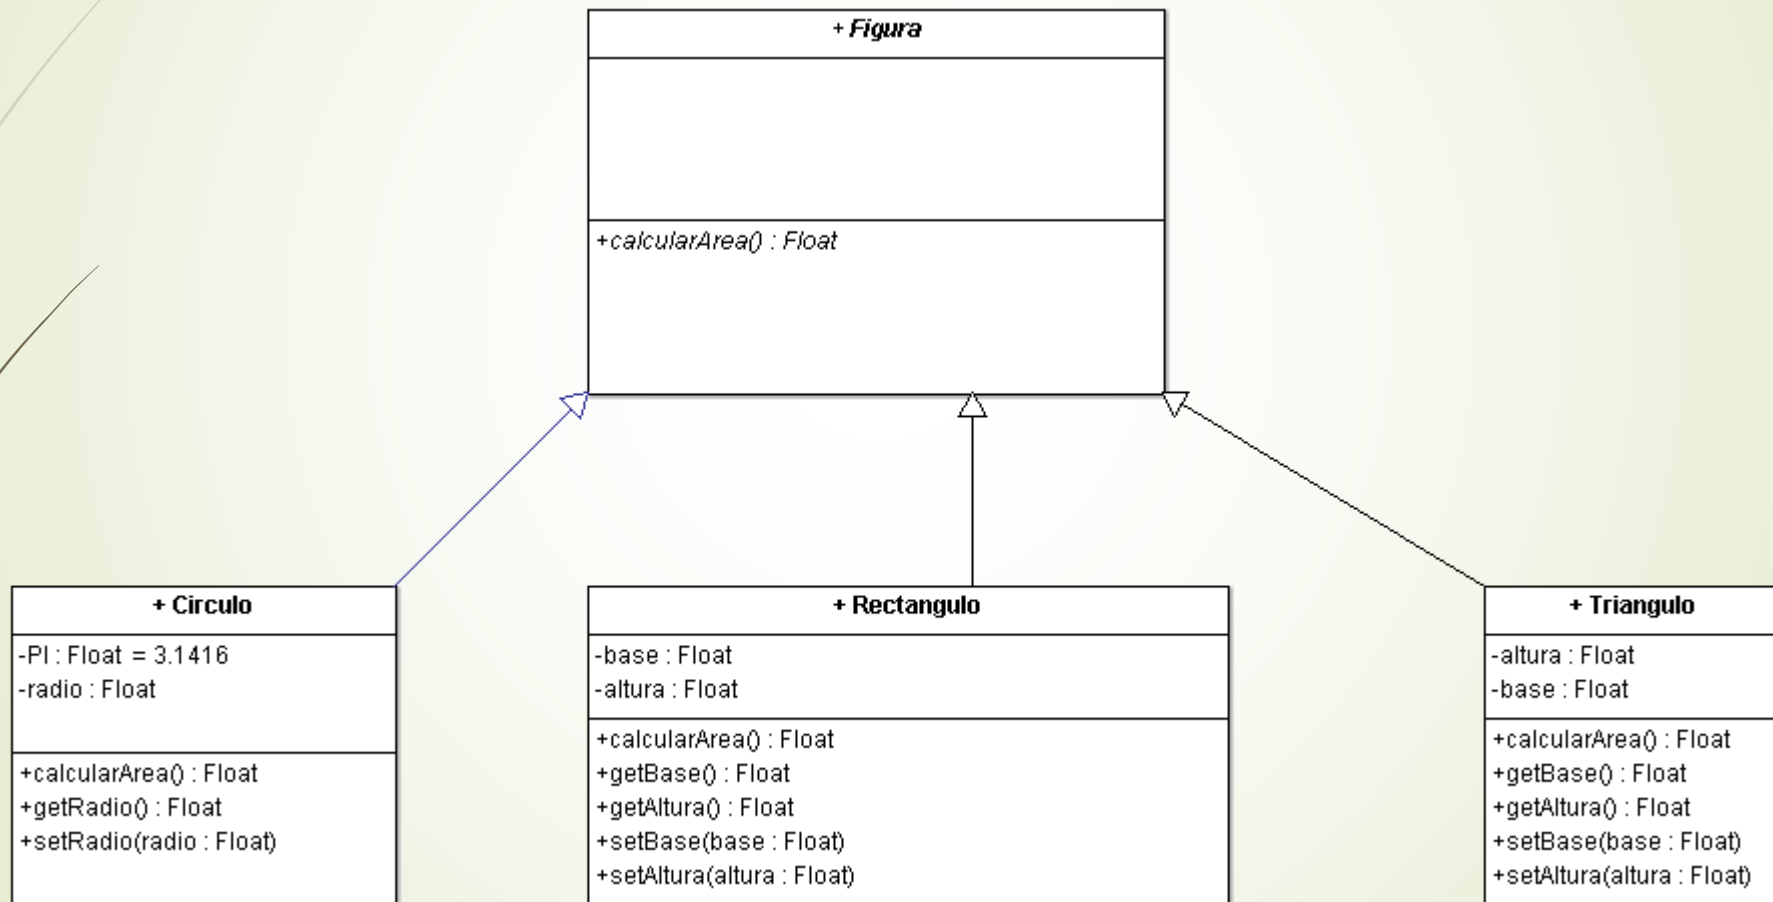 + Figura
+calcularArea() : Float
+ Circulo
-PI : Float = 3.1416
-radio : Float
+calcularArea() : Float
+getRadio() : Float
+setRadio(radio : Float)
+ Rectangulo
-base : Float
-altura : Float
+calcularArea() : Float
+getBase() : Float
+getAltura() : Float
+setBase(base : Float)
+setAltura(altura : Float)
+ Triangulo
-altura : Float
-base : Float
+calcularArea() : Float
+getBase() : Float
+getAltura() : Float
+setBase(base : Float)
+setAltura(altura : Float)